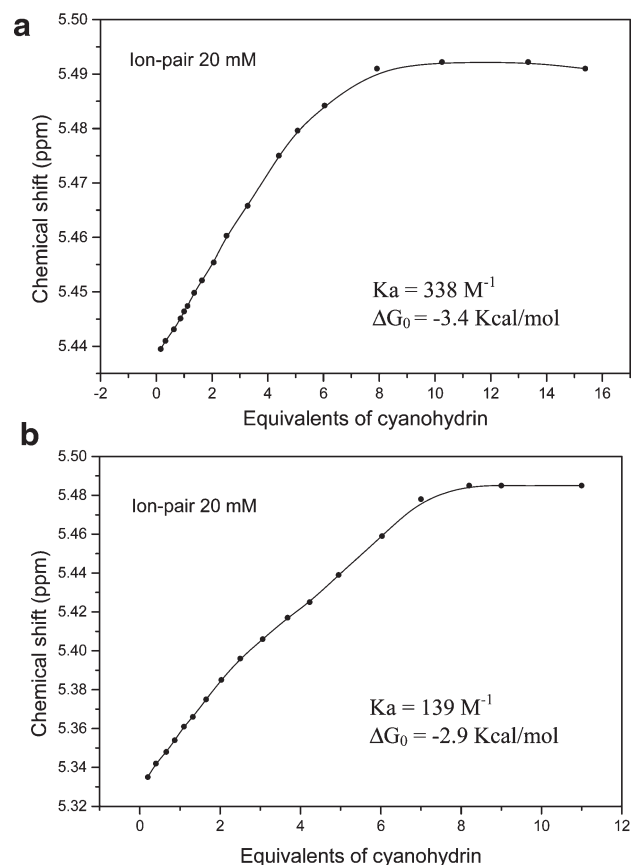 a
Ion-pair 20 mM
Chemical shift (ppm)
5.50
5.49
5.48
5.47
5.46
5.45
5.44
Ka = 338 M⁻¹
ΔG₀ = -3.4 Kcal/mol
-2 0 2 4 6 8 10 12 14 16
Equivalents of cyanohydrin
b
Ion-pair 20 mM
Chemical shift (ppm)
5.50
5.48
5.46
5.44
5.42
5.40
5.38
5.36
5.34
5.32
Ka = 139 M⁻¹
ΔG₀ = -2.9 Kcal/mol
0 2 4 6 8 10 12
Equivalents of cyanohydrin